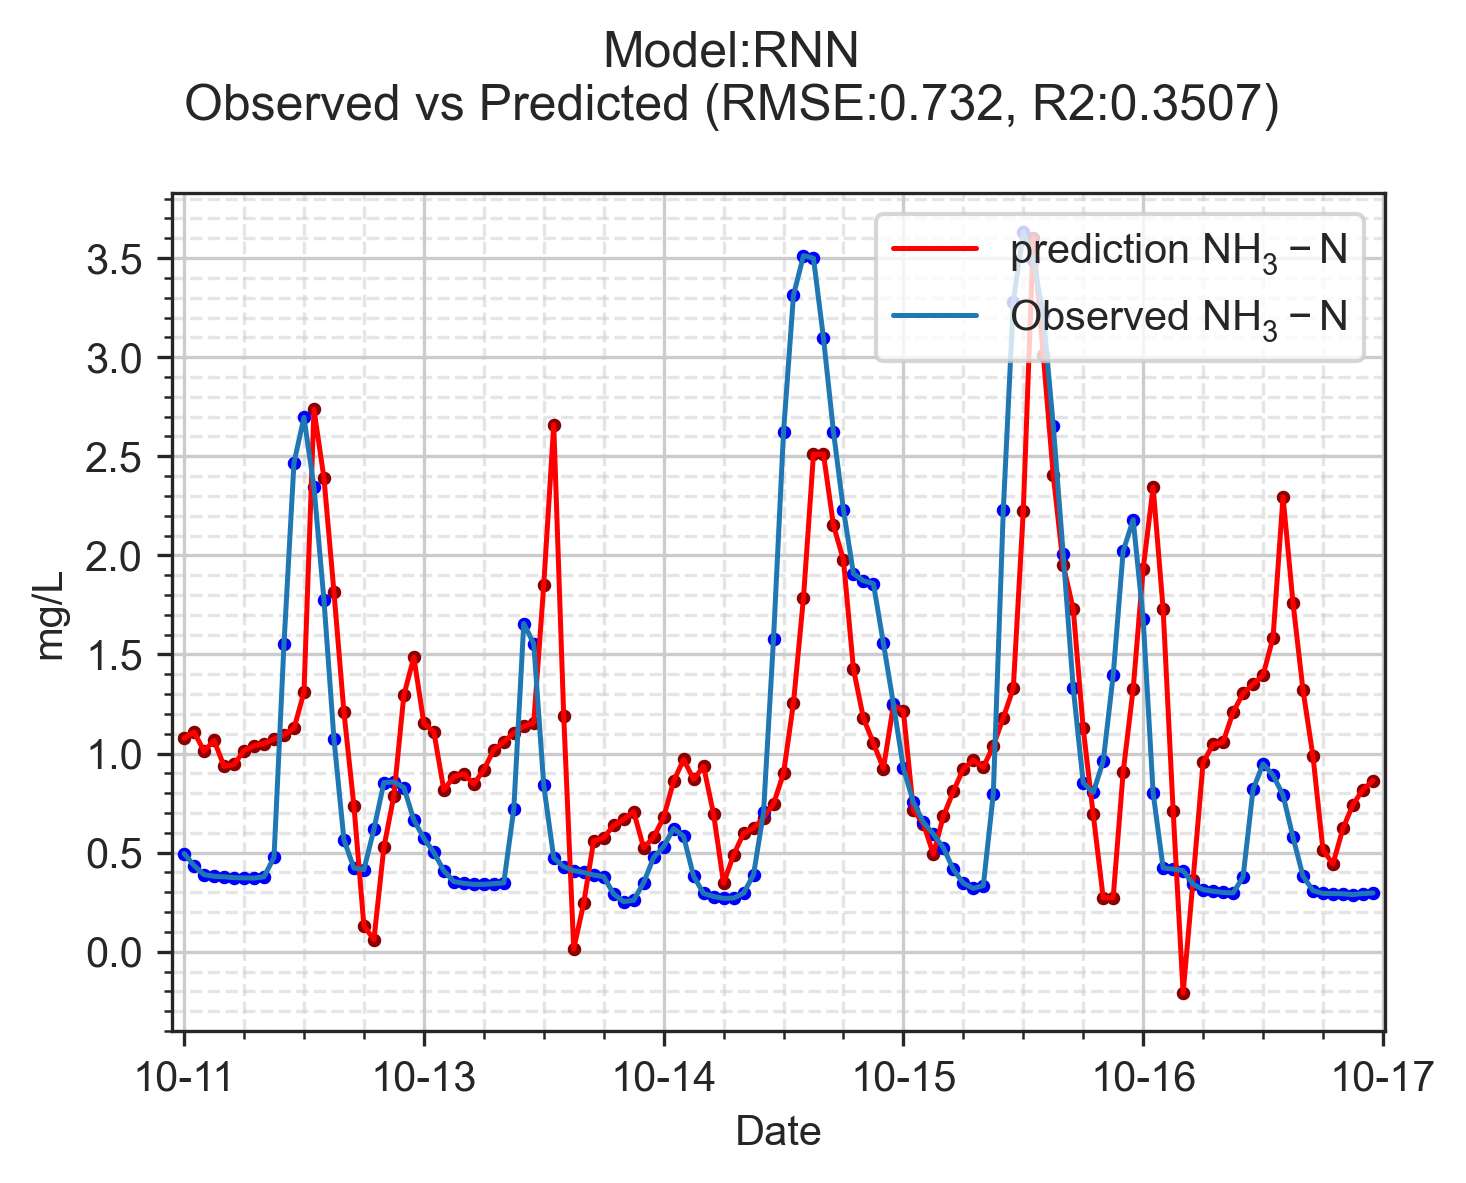 Model:RNN
Observed vs Predicted (RMSE:0.732, R2:0.3507)
prediction NH₃ − N
Observed NH₃ − N
3.5
3.0
2.5
2.0
1.5
1.0
0.5
0.0
mg/L
10-11 10-13 10-14 10-15 10-16 10-17
Date